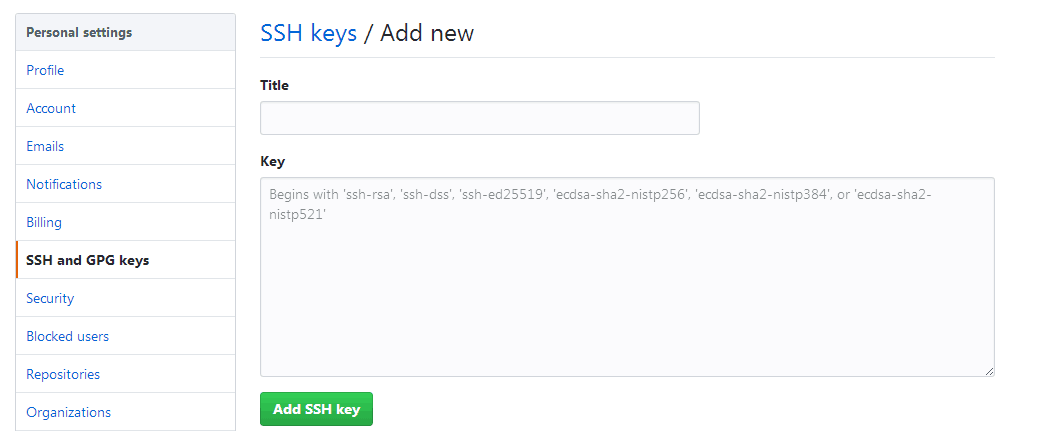 Personal settings
Profile
Account
Emails
Notifications
Billing
SSH and GPG keys
Security
Blocked users
Repositories
Organizations
SSH keys / Add new
Title
Key
Begins with 'ssh-rsa', 'ssh-dss', 'ssh-ed25519', 'ecdsa-sha2-nistp256', 'ecdsa-sha2-nistp384', or 'ecdsa-sha2-
nistp521'
Add SSH key